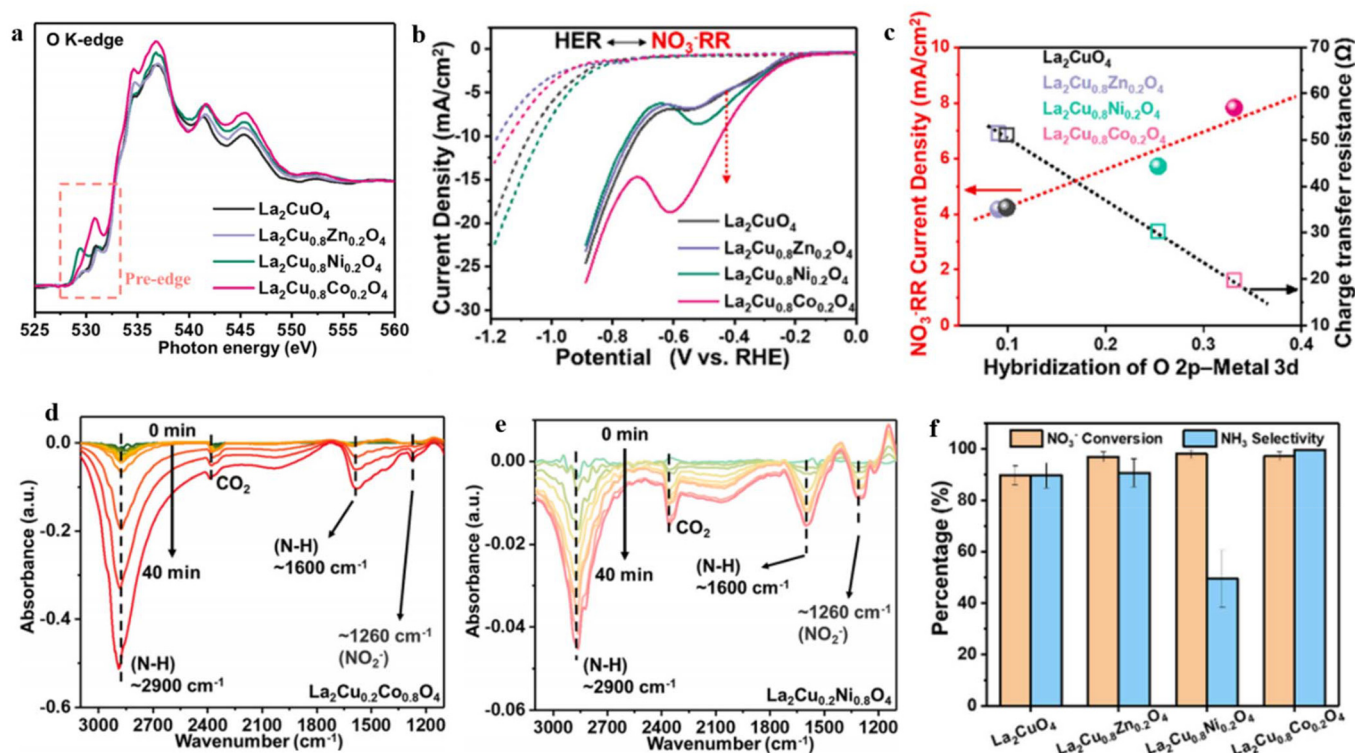 a
O K-edge
Pre-edge
La₂CuO₄
La₂Cu₀.₈Zn₀.₂O₄
La₂Cu₀.₈Ni₀.₂O₄
La₂Cu₀.₈Co₀.₂O₄
525 530 535 540 545 550 555 560
Photon energy (eV)
b
HER ↔ NO₃⁻RR
Current Density (mA/cm²)
0
-5
-10
-15
-20
-25
-30
La₂CuO₄
La₂Cu₀.₈Zn₀.₂O₄
La₂Cu₀.₈Ni₀.₂O₄
La₂Cu₀.₈Co₀.₂O₄
-1.2 -1.0 -0.8 -0.6 -0.4 -0.2 0.0
Potential (V vs. RHE)
c
NO₃⁻RR Current Density (mA/cm²)
10
8
6
4
2
0
La₂CuO₄
La₂Cu₀.₈Zn₀.₂O₄
La₂Cu₀.₈Ni₀.₂O₄
La₂Cu₀.₈Co₀.₂O₄
70
60
50
40
30
20
10
Charge transfer resistance (Ω)
0.1 0.2 0.3 0.4
Hybridization of O 2p–Metal 3d
d
Absorbance (a.u.)
0.0
-0.2
-0.4
-0.6
0 min
40 min
CO₂
(N-H)
~1600 cm⁻¹
~1260 cm⁻¹
(NO₂⁻)
(N-H)
~2900 cm⁻¹
La₂Cu₀.₂Co₀.₈O₄
3000 2700 2400 2100 1800 1500 1200
Wavenumber (cm⁻¹)
e
Absorbance (a.u.)
0.00
-0.02
-0.04
-0.06
0 min
40 min
CO₂
(N-H)
~1600 cm⁻¹
~1260 cm⁻¹
(NO₂⁻)
(N-H)
~2900 cm⁻¹
La₂Cu₀.₂Ni₀.₈O₄
3000 2700 2400 2100 1800 1500 1200
Wavenumber (cm⁻¹)
f
NO₃⁻ Conversion
NH₃ Selectivity
Percentage (%)
100
80
60
40
20
0
La₂CuO₄
La₂Cu₀.₈Zn₀.₂O₄
La₂Cu₀.₈Ni₀.₂O₄
La₂Cu₀.₈Co₀.₂O₄